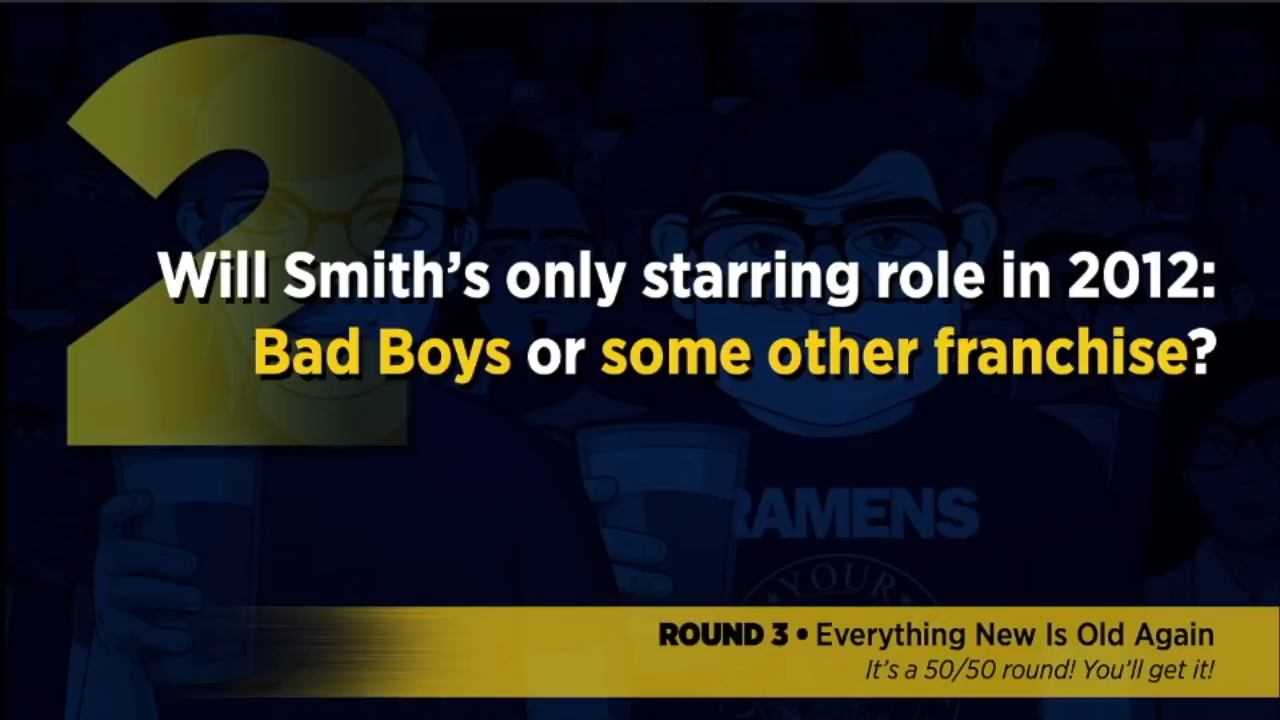 2
Will Smith's only starring role in 2012:
Bad Boys or some other franchise?
RAMENS
YOUR
ROUND 3 • Everything New Is Old Again
It's a 50/50 round! You'll get it!